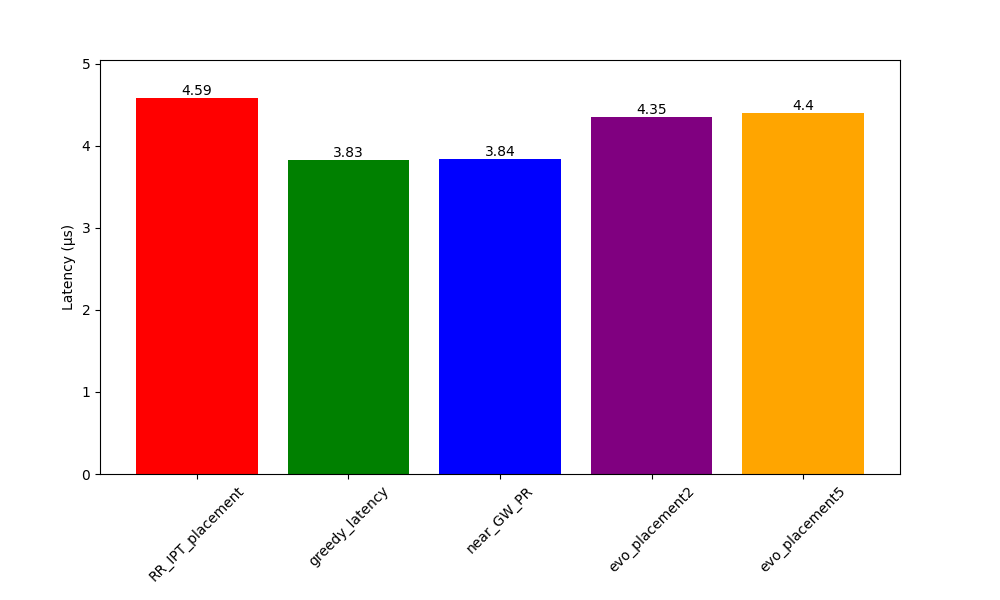 5
4
3
2
1
0
Latency (µs)
4.59
3.83
3.84
4.35
4.4
RR_IPT_placement
greedy_latency
near_GW_PR
evo_placement2
evo_placement5